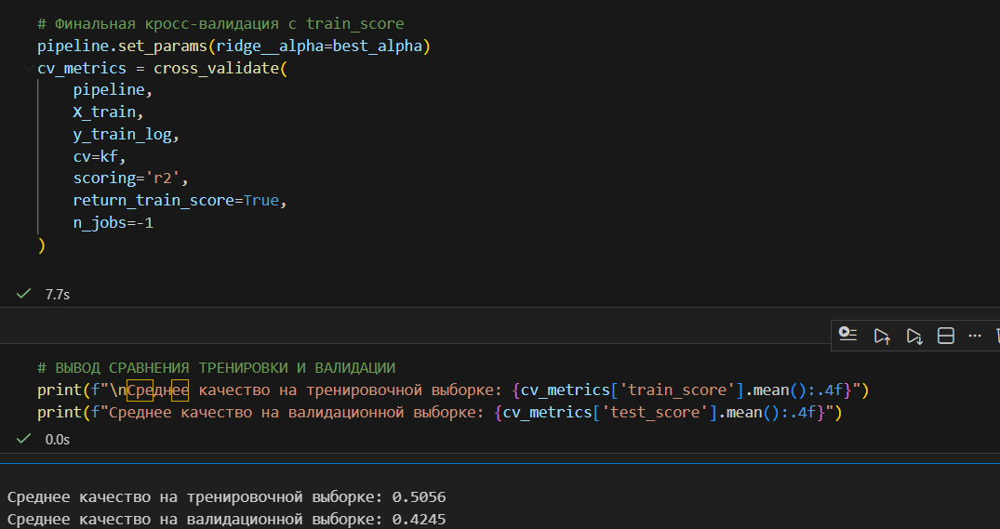 # Финальная кросс-валидация с train_score
pipeline.set_params(ridge__alpha=best_alpha)
cv_metrics = cross_validate(
    pipeline,
    X_train,
    y_train_log,
    cv=kf,
    scoring='r2',
    return_train_score=True,
    n_jobs=-1
)
7.7s
# ВЫВОД СРАВНЕНИЯ ТРЕНИРОВКИ И ВАЛИДАЦИИ
print(f"\nСреднее качество на тренировочной выборке: {cv_metrics['train_score'].mean():.4f}")
print(f"Среднее качество на валидационной выборке: {cv_metrics['test_score'].mean():.4f}")
0.0s
Среднее качество на тренировочной выборке: 0.5056
Среднее качество на валидационной выборке: 0.4245